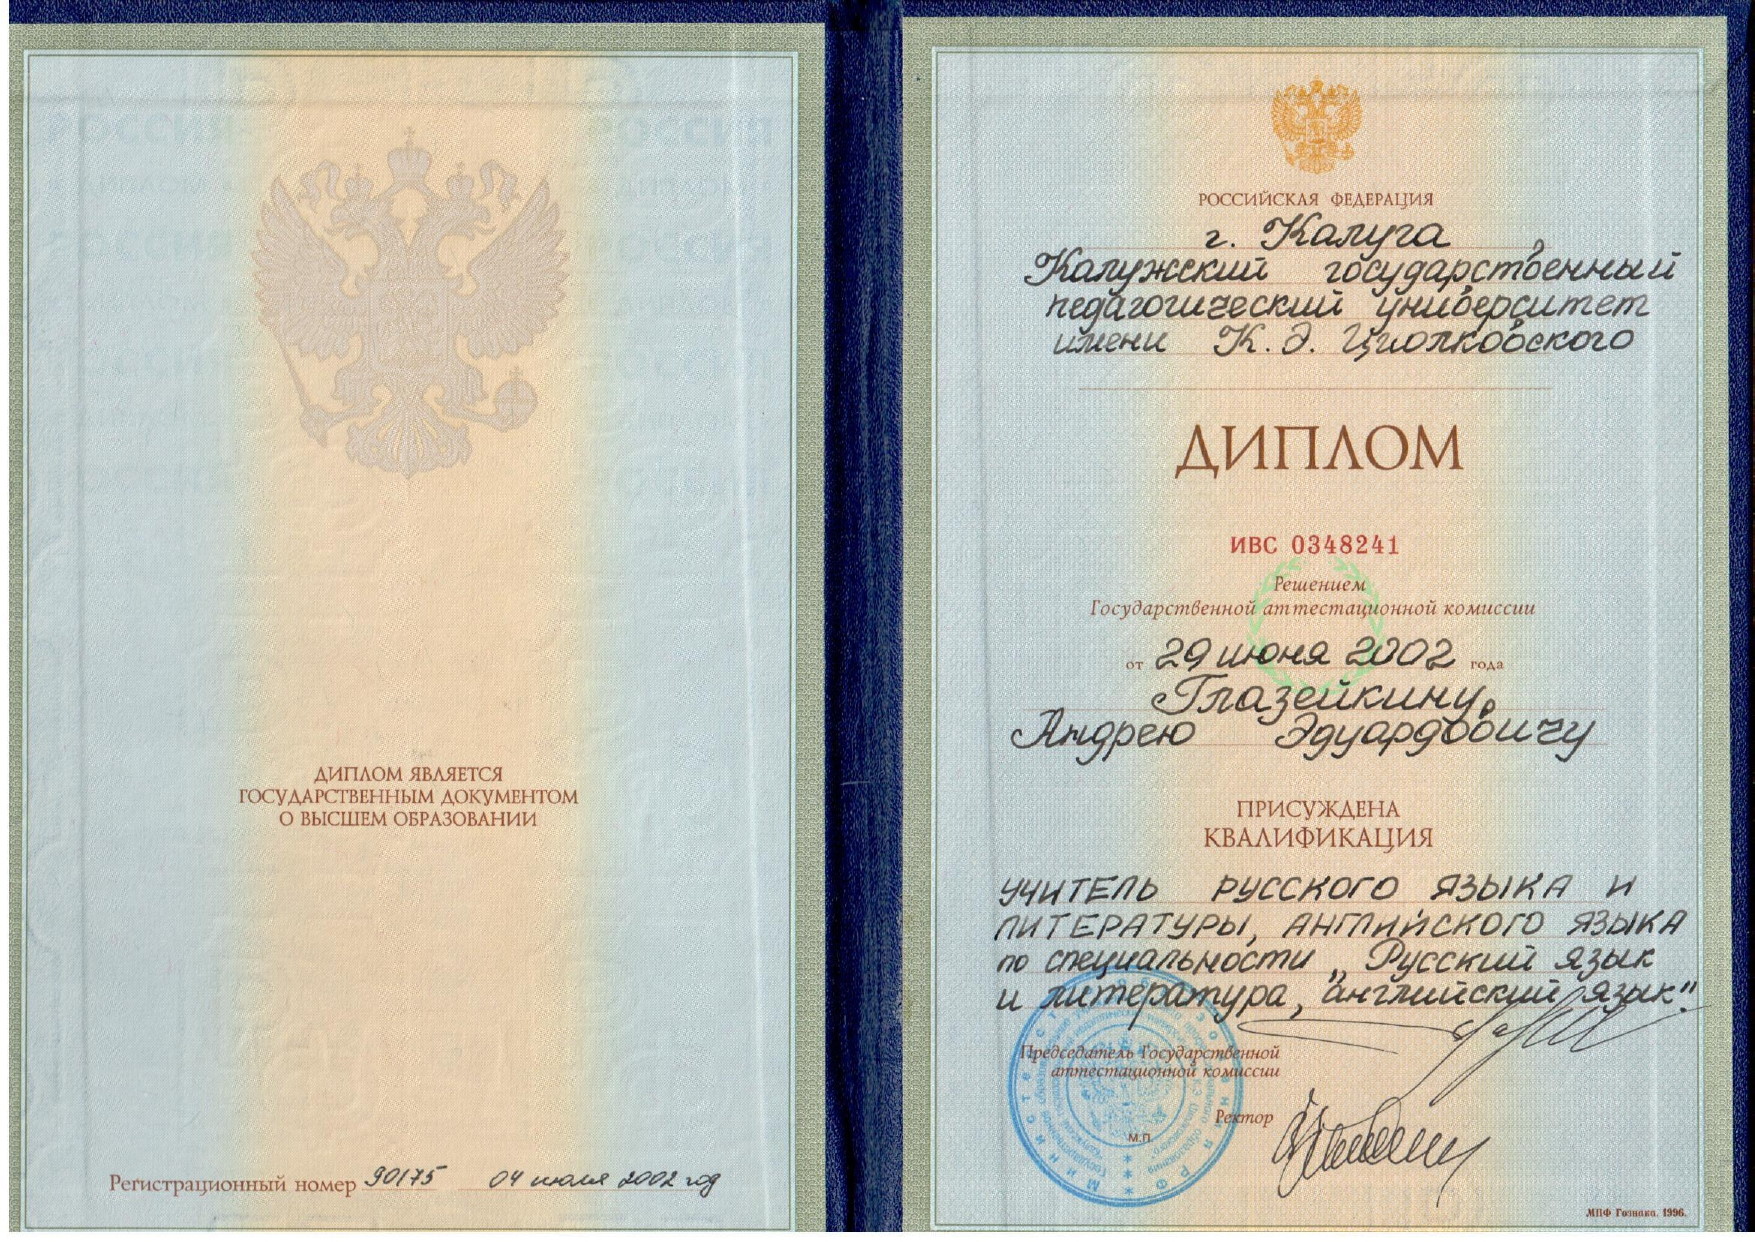 ДИПЛОМ ЯВЛЯЕТСЯ
ГОСУДАРСТВЕННЫМ ДОКУМЕНТОМ
О ВЫСШЕМ ОБРАЗОВАНИИ
Регистрационный номер 90175 04 июля 2002 год
РОССИЙСКАЯ ФЕДЕРАЦИЯ
г. Калуга
Калужский государственный
педагогический университет
имени К. Э. Циолковского
ДИПЛОМ
ИВС 0348241
Решением
Государственной аттестационной комиссии
от 29 июня 2002 года
Глазейкину
Андрею Эдуардовичу
ПРИСУЖДЕНА
КВАЛИФИКАЦИЯ
УЧИТЕЛЬ РУССКОГО ЯЗЫКА И
ЛИТЕРАТУРЫ, АНГЛИЙСКОГО ЯЗЫКА
по специальности „Русский язык
и литература, английский язык"
Председатель Государственной
аттестационной комиссии
Ректор
М.П.
МПФ Гознака. 1996.